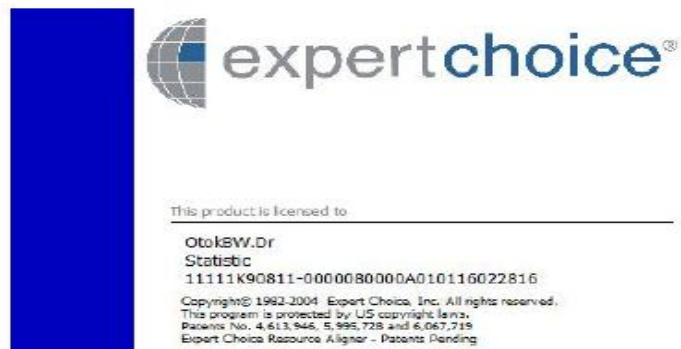 expertchoice®
This product is licensed to
OtokBW.Dr
Statistic
11111K90811-0000080000A010116022816
Copyright© 1982-2004 Expert Choice, Inc. All rights reserved.
This program is protected by US copyright laws.
Patents No. 4,613,946, 5,995,728 and 6,067,719
Expert Choice Resource Aligner - Patents Pending